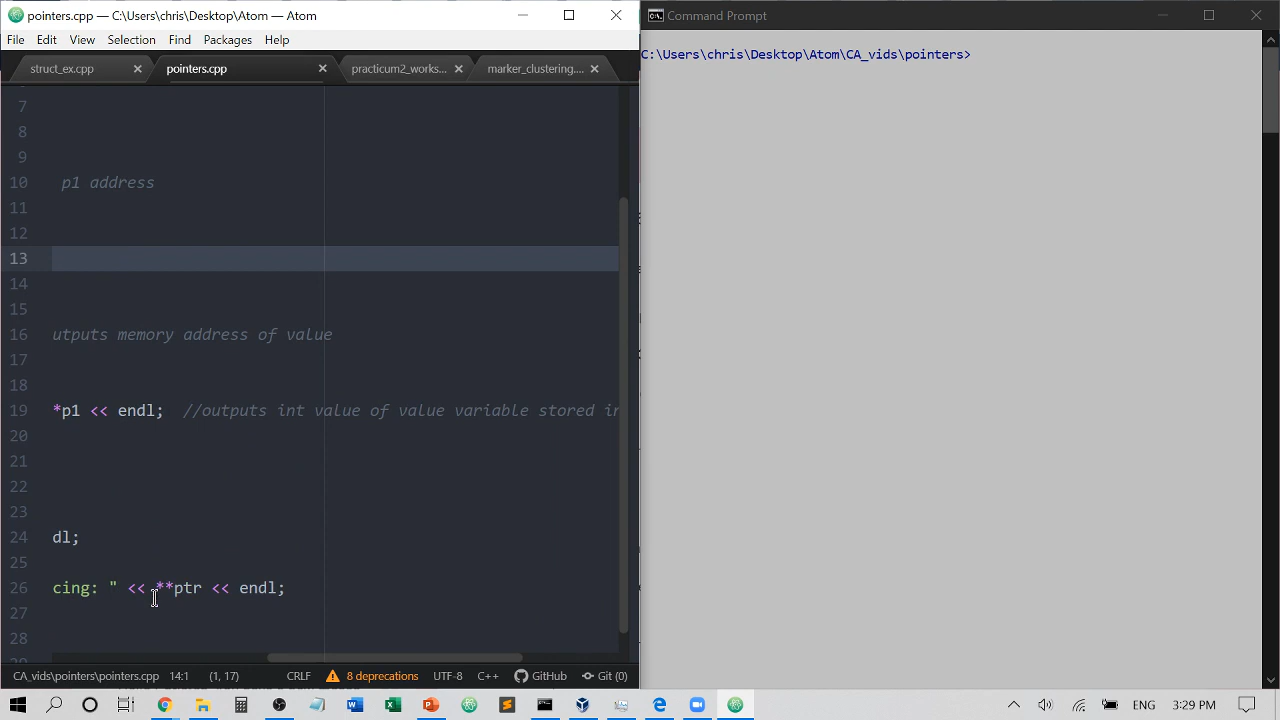 pointers.cpp — C:\Users\chris\Desktop\Atom — Atom
File Edit View Selection Find Packages Help
struct_ex.cpp pointers.cpp practicum2_works... marker_clustering....
7
8
9
10 p1 address
11
12
13
14
15
16 utputs memory address of value
17
18
19 *p1 << endl; //outputs int value of value variable stored in
20
21
22
23
24 dl;
25
26 cing: " << **ptr << endl;
27
28
CA_vids\pointers\pointers.cpp 14:1 (1, 17) CRLF 8 deprecations UTF-8 C++ GitHub Git (0)
Command Prompt
C:\Users\chris\Desktop\Atom\CA_vids\pointers>
ENG 3:29 PM